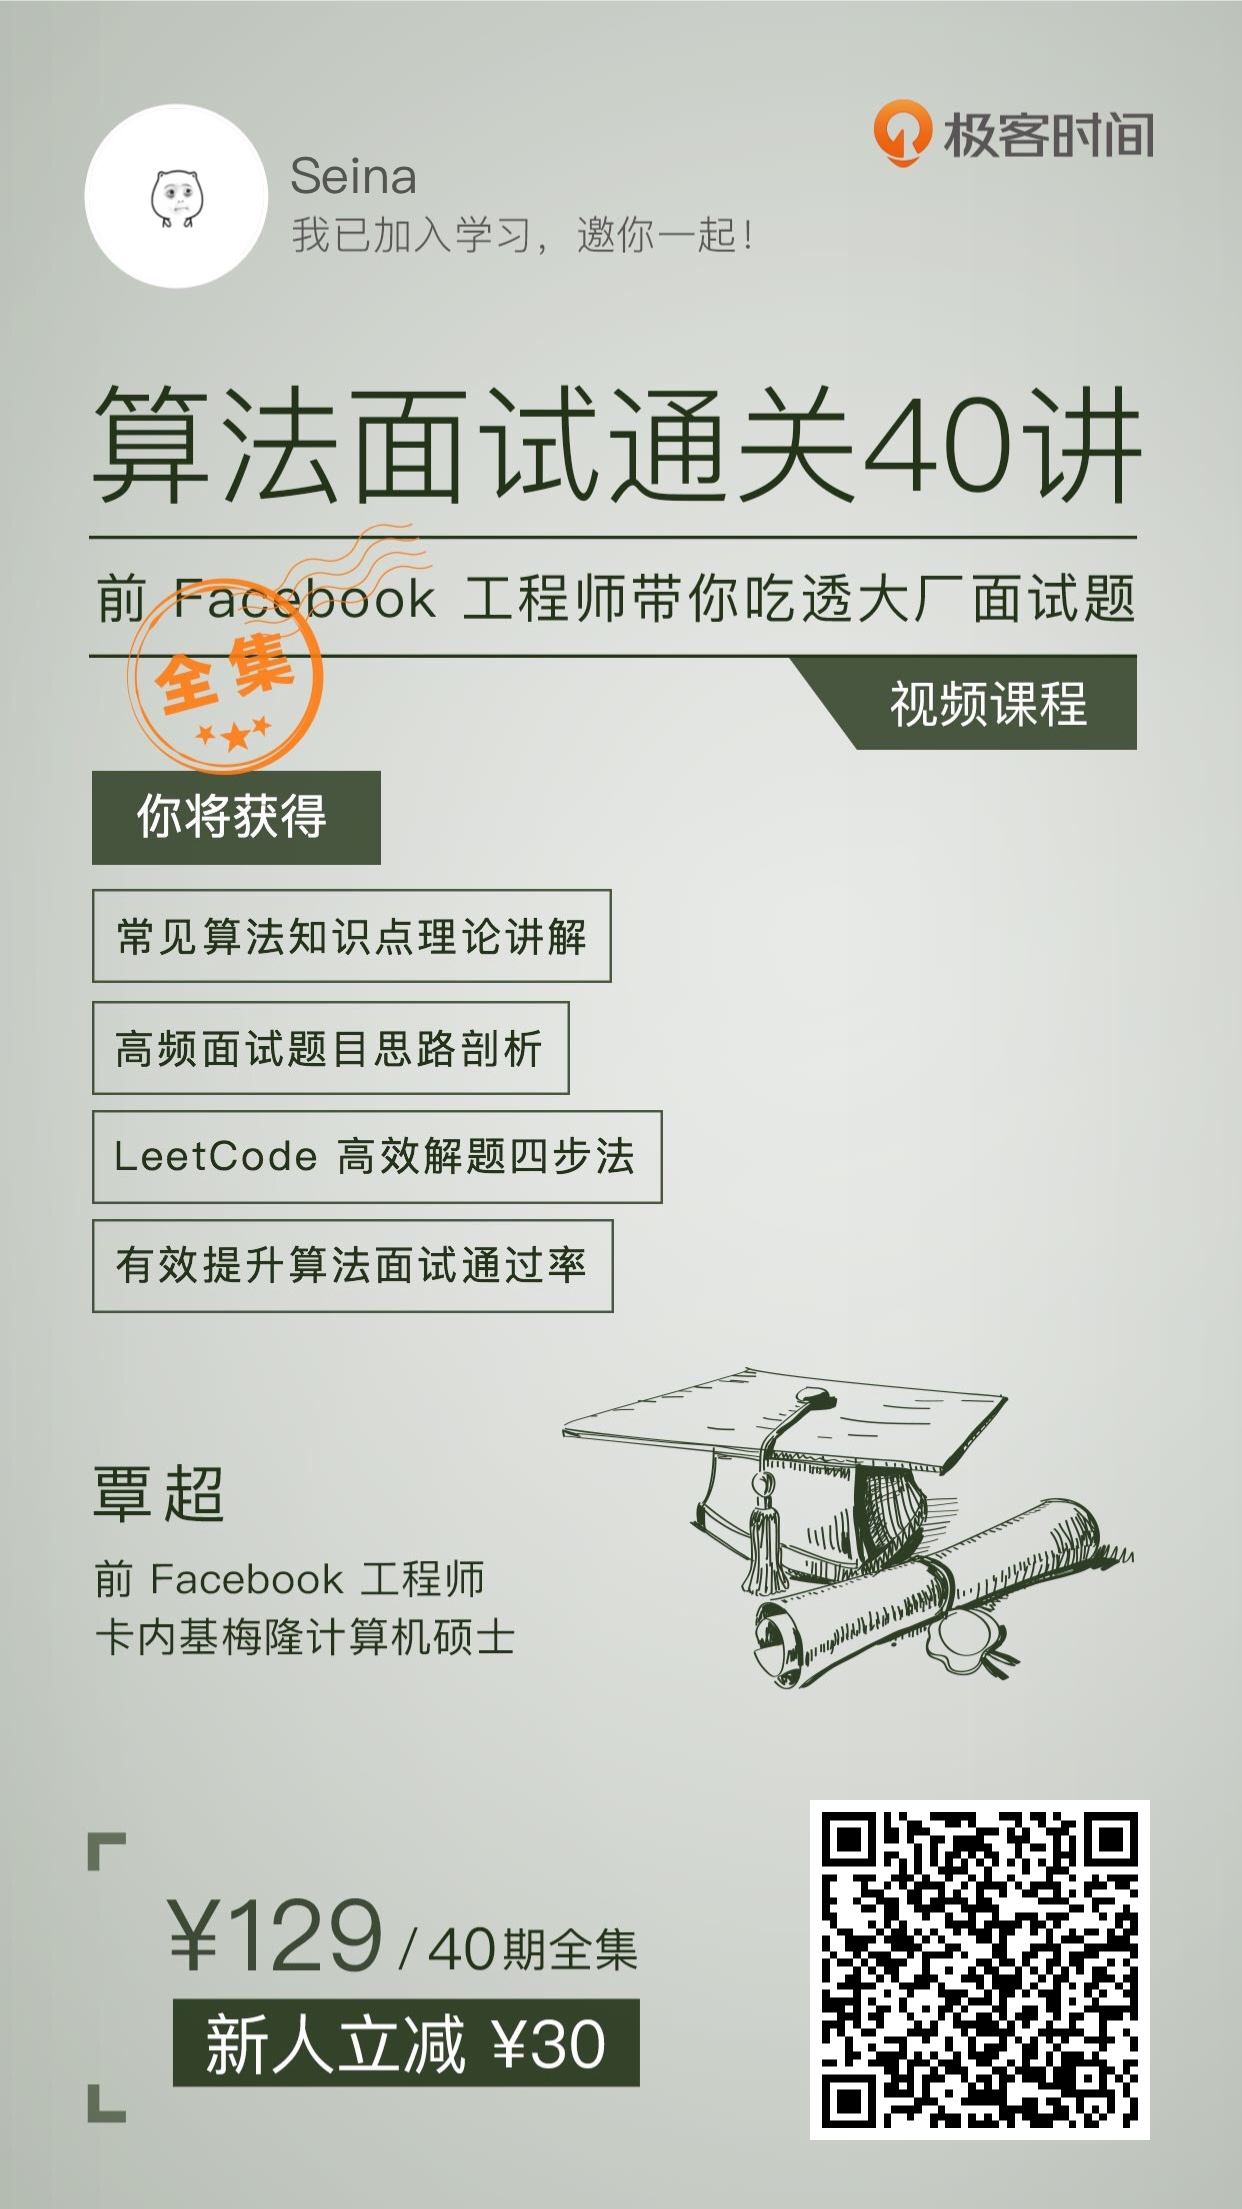 极客时间
Seina
我已加入学习，邀你一起！
算法面试通关40讲
前 Facebook 工程师带你吃透大厂面试题
全集
视频课程
你将获得
常见算法知识点理论讲解
高频面试题目思路剖析
LeetCode 高效解题四步法
有效提升算法面试通过率
覃超
前 Facebook 工程师
卡内基梅隆计算机硕士
¥129 / 40期全集
新人立减 ¥30